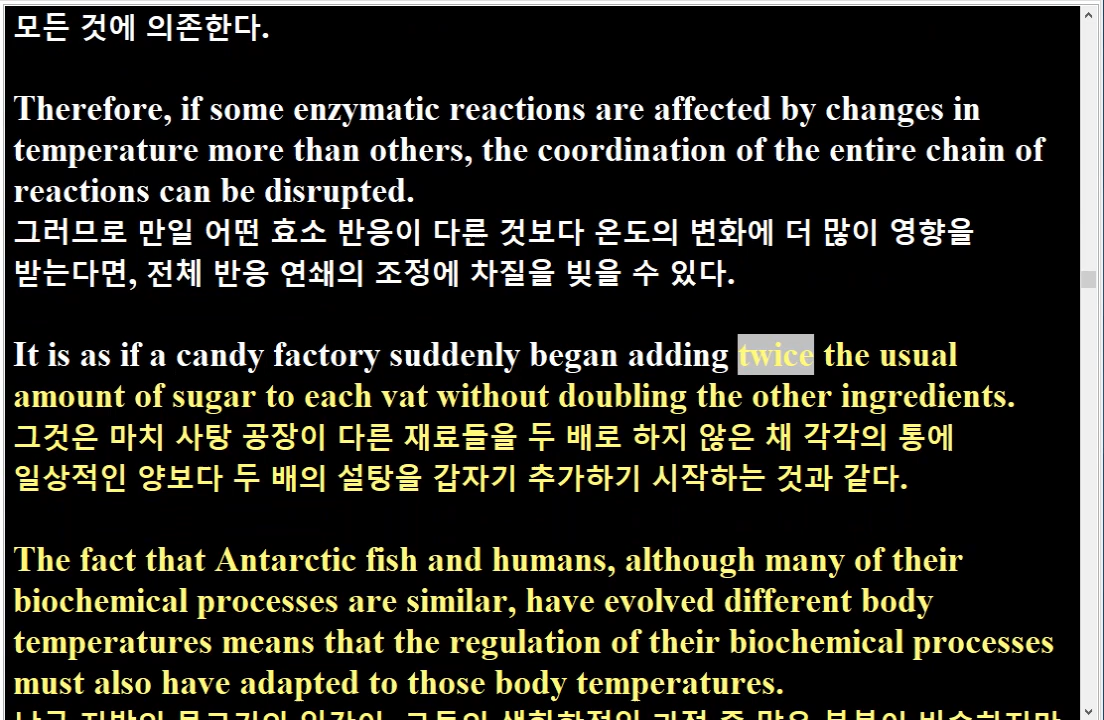 모든 것에 의존한다.
Therefore, if some enzymatic reactions are affected by changes in
temperature more than others, the coordination of the entire chain of
reactions can be disrupted.
그러므로 만일 어떤 효소 반응이 다른 것보다 온도의 변화에 더 많이 영향을
받는다면, 전체 반응 연쇄의 조정에 차질을 빚을 수 있다.
It is as if a candy factory suddenly began adding twice the usual
amount of sugar to each vat without doubling the other ingredients.
그것은 마치 사탕 공장이 다른 재료들을 두 배로 하지 않은 채 각각의 통에
일상적인 양보다 두 배의 설탕을 갑자기 추가하기 시작하는 것과 같다.
The fact that Antarctic fish and humans, although many of their
biochemical processes are similar, have evolved different body
temperatures means that the regulation of their biochemical processes
must also have adapted to those body temperatures.